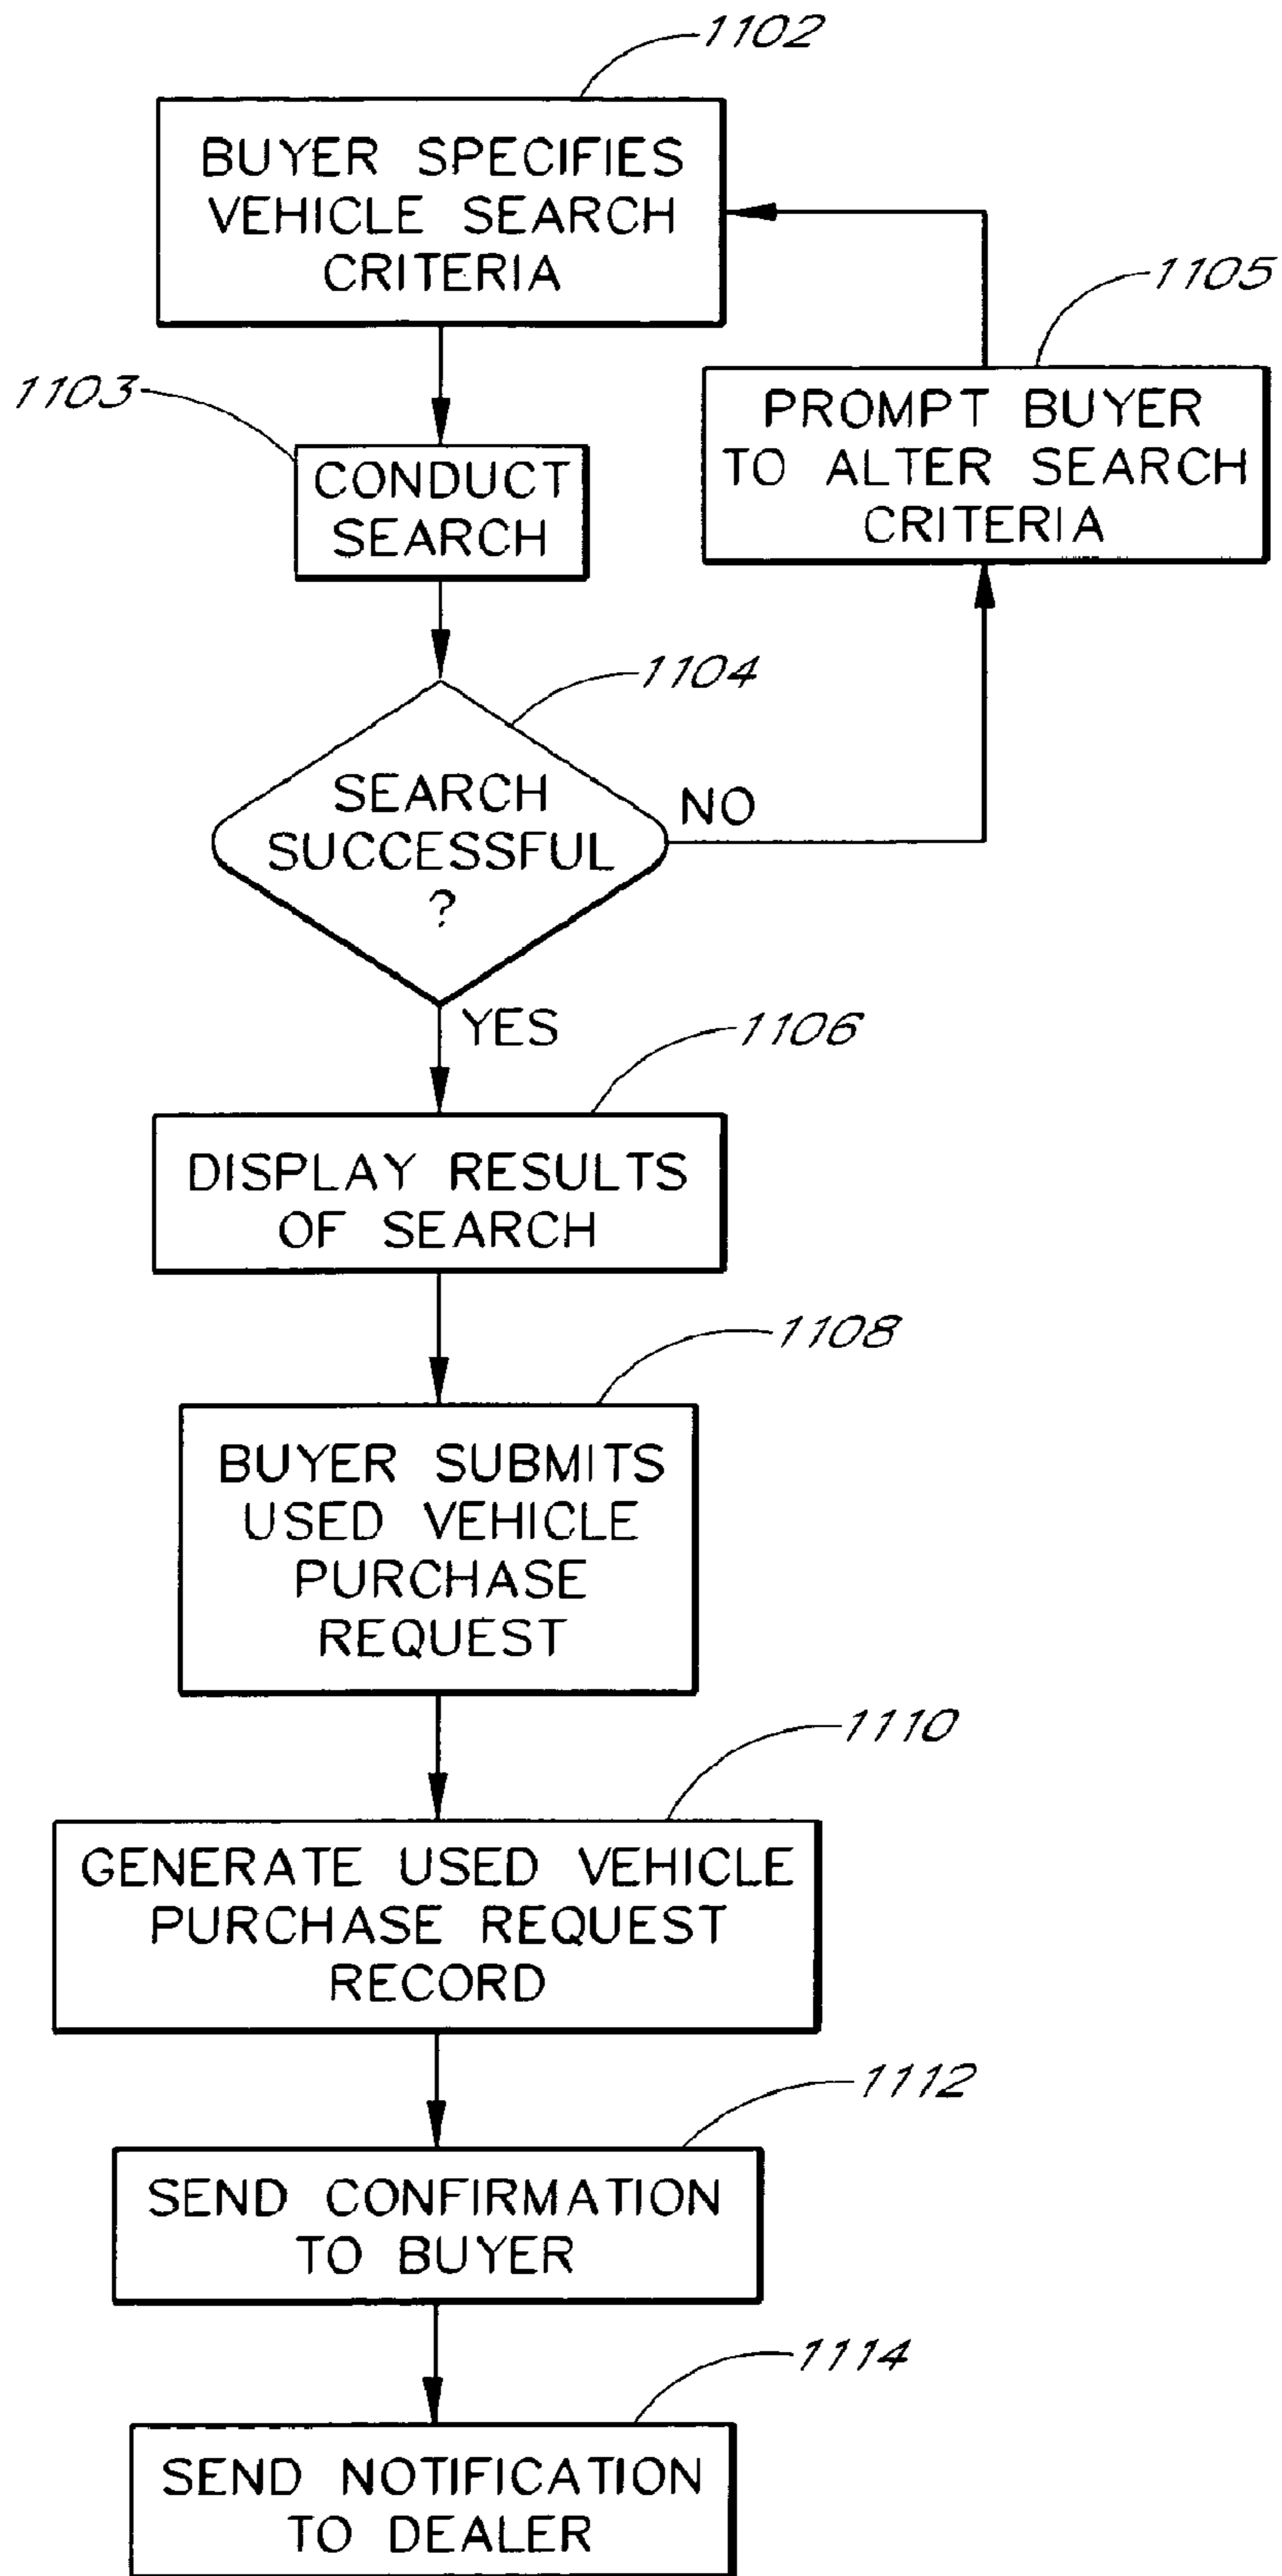 1102
BUYER SPECIFIES
VEHICLE SEARCH
CRITERIA
1105
PROMPT BUYER
TO ALTER SEARCH
CRITERIA
1103
CONDUCT
SEARCH
1104
SEARCH
SUCCESSFUL
?
NO
YES
1106
DISPLAY RESULTS
OF SEARCH
1108
BUYER SUBMITS
USED VEHICLE
PURCHASE
REQUEST
1110
GENERATE USED VEHICLE
PURCHASE REQUEST
RECORD
1112
SEND CONFIRMATION
TO BUYER
1114
SEND NOTIFICATION
TO DEALER